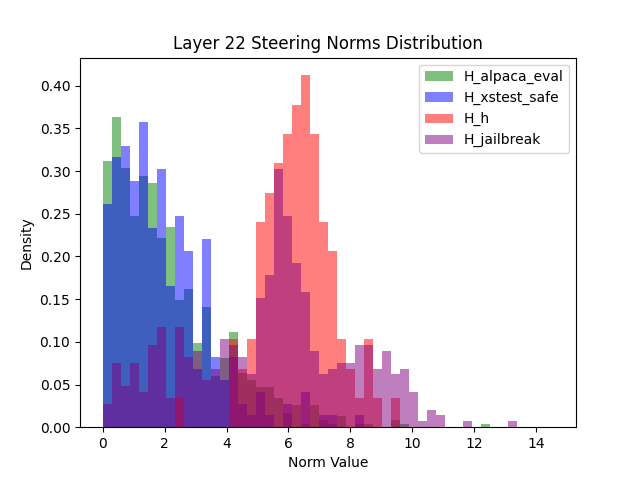 Layer 22 Steering Norms Distribution
H_alpaca_eval
H_xstest_safe
H_h
H_jailbreak
Density
0.40
0.35
0.30
0.25
0.20
0.15
0.10
0.05
0.00
0 2 4 6 8 10 12 14
Norm Value